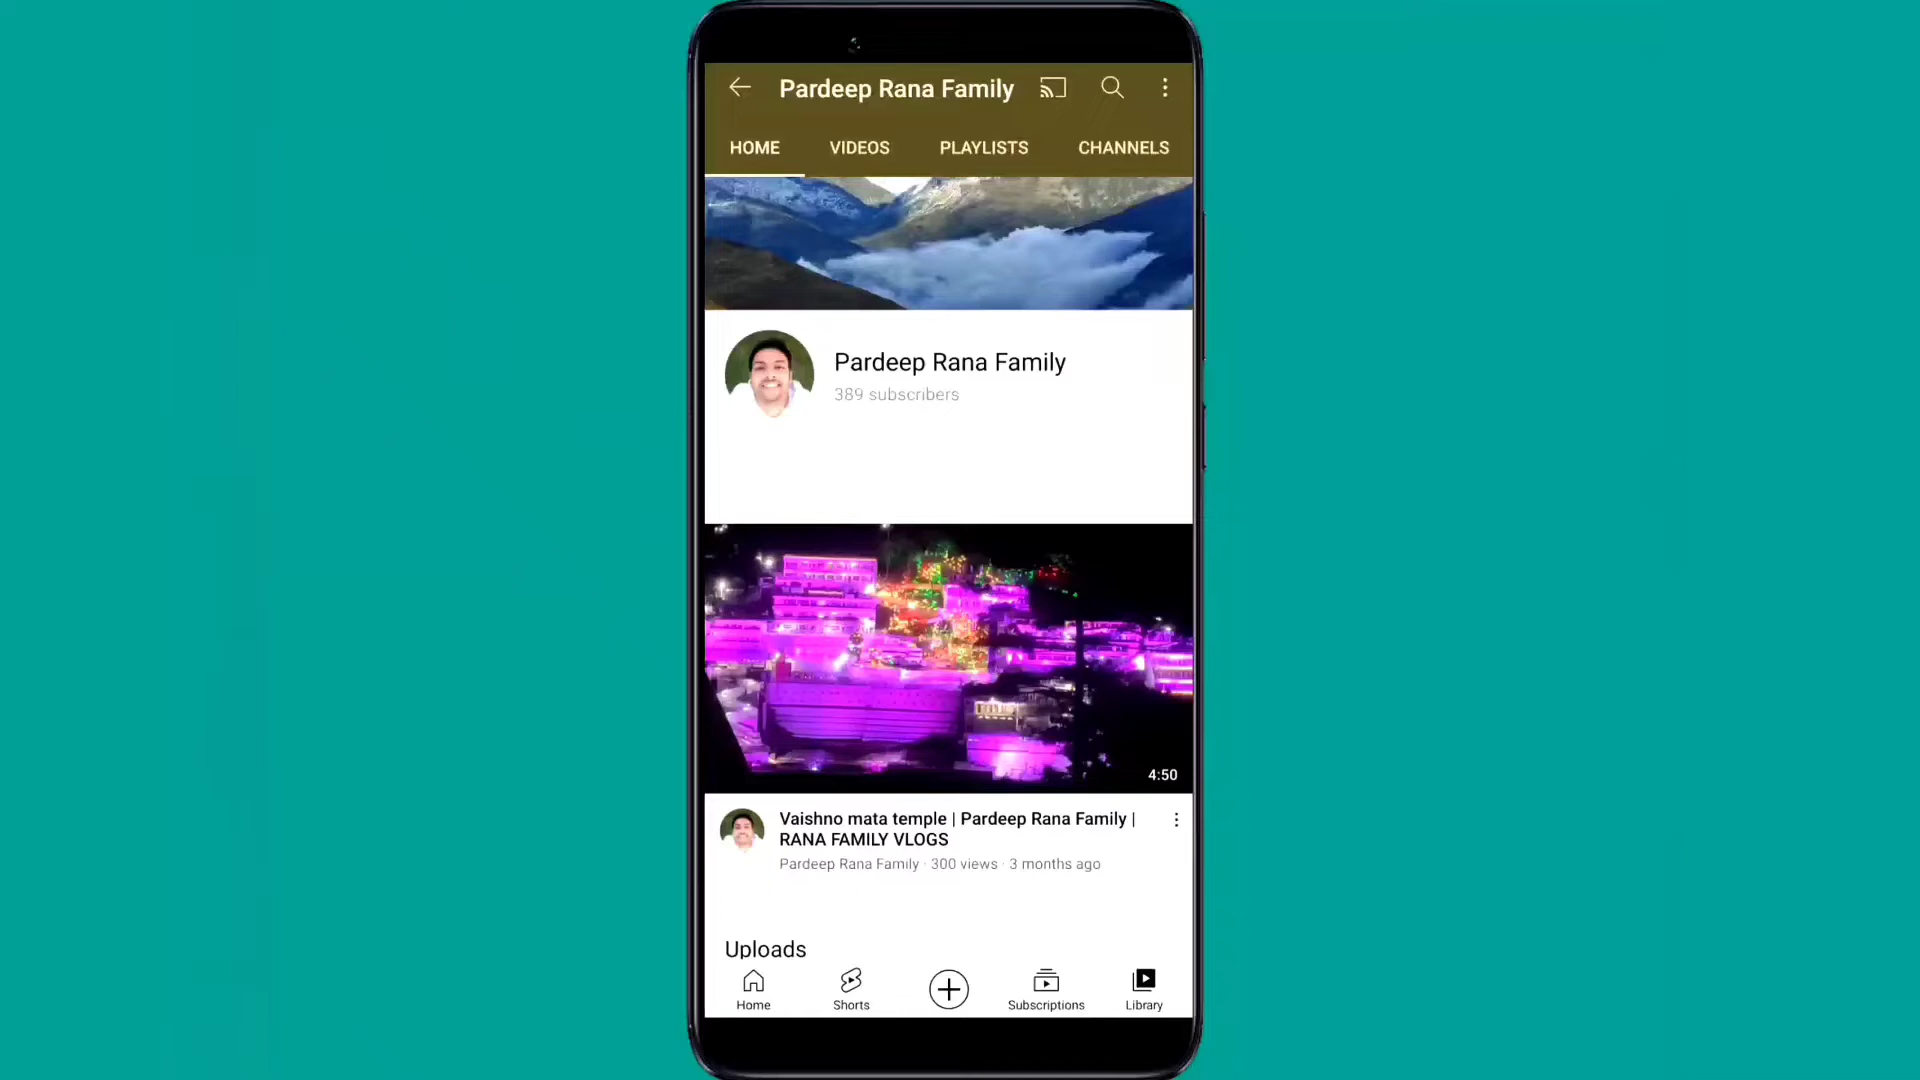 Pardeep Rana Family
HOME VIDEOS PLAYLISTS CHANNELS
Pardeep Rana Family
389 subscribers
4:50
Vaishno mata temple | Pardeep Rana Family |
RANA FAMILY VLOGS
Pardeep Rana Family · 300 views · 3 months ago
Uploads
Home Shorts Subscriptions Library